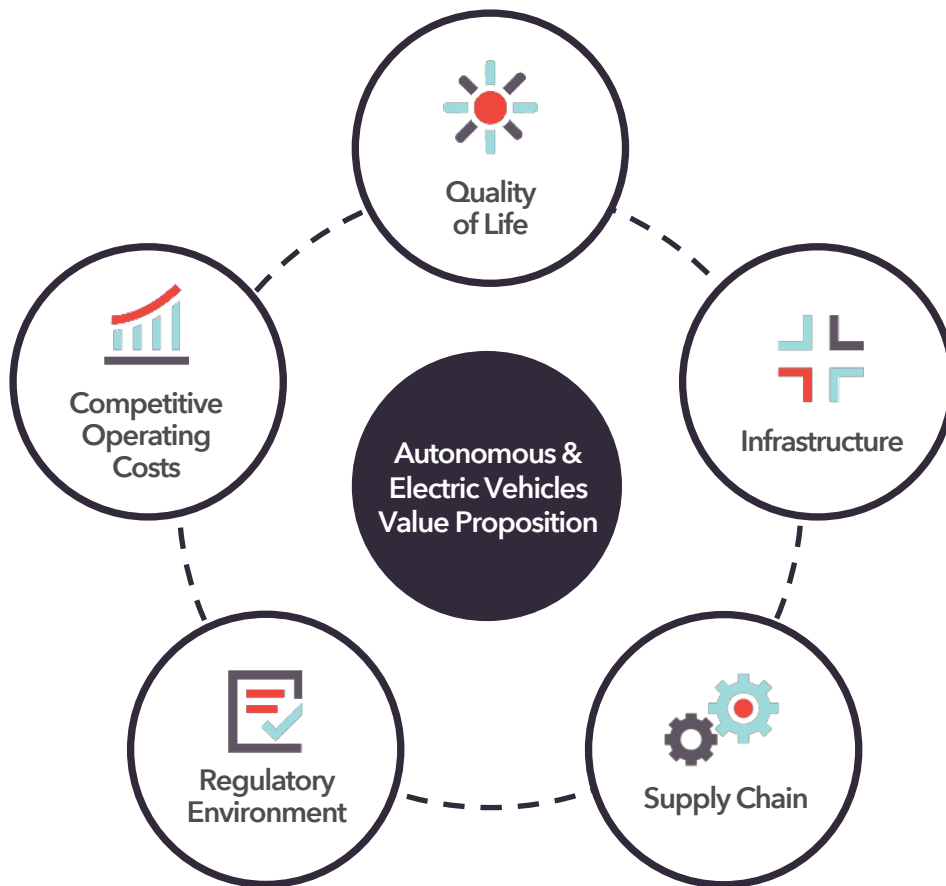 Quality
of Life
Competitive
Operating
Costs
Infrastructure
Autonomous &
Electric Vehicles
Value Proposition
Regulatory
Environment
Supply Chain